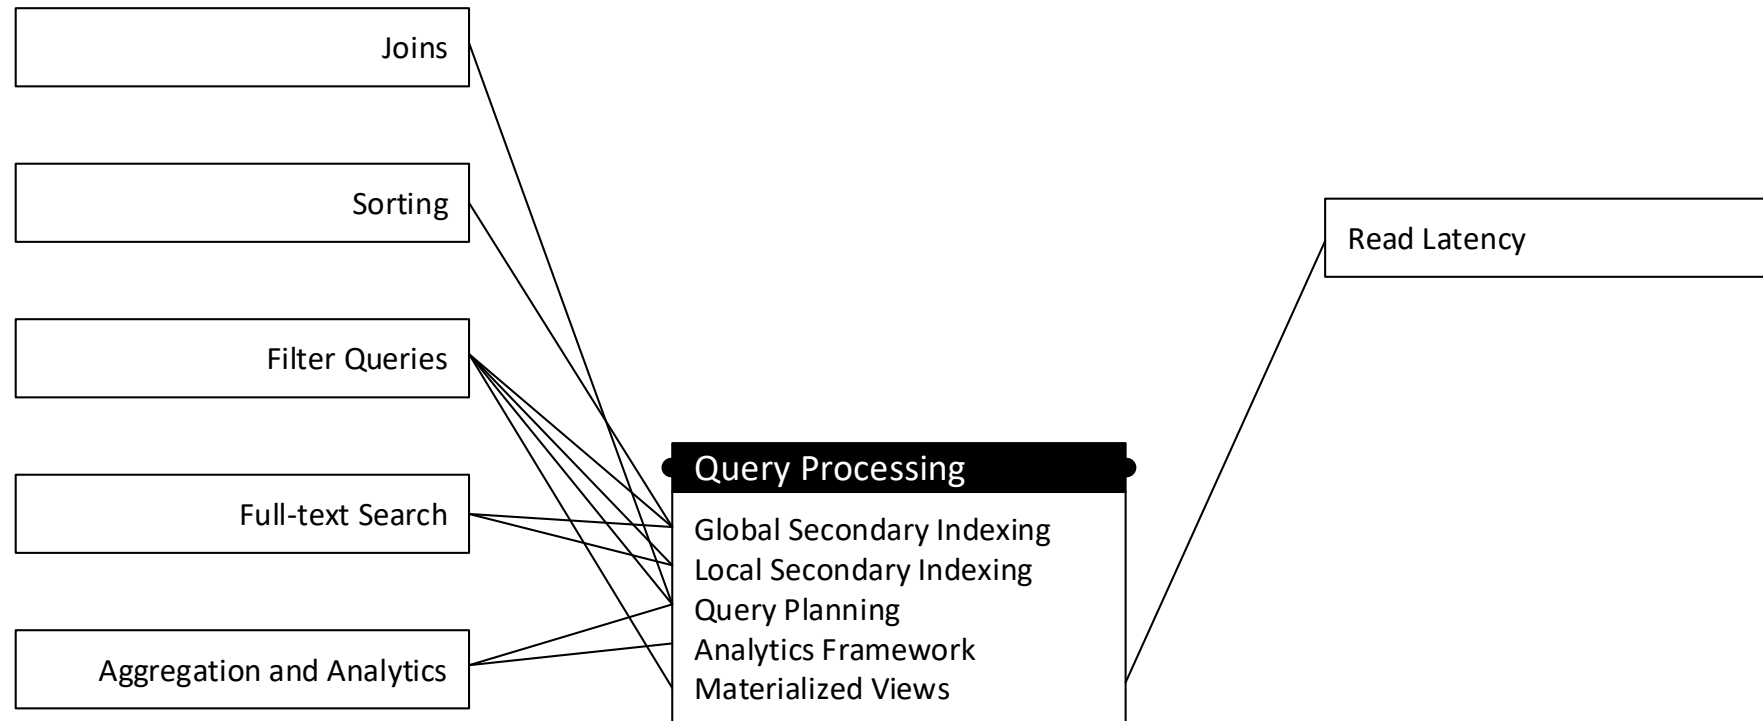 Joins
Sorting
Filter Queries
Full-text Search
Aggregation and Analytics
Query Processing
Global Secondary Indexing
Local Secondary Indexing
Query Planning
Analytics Framework
Materialized Views
Read Latency